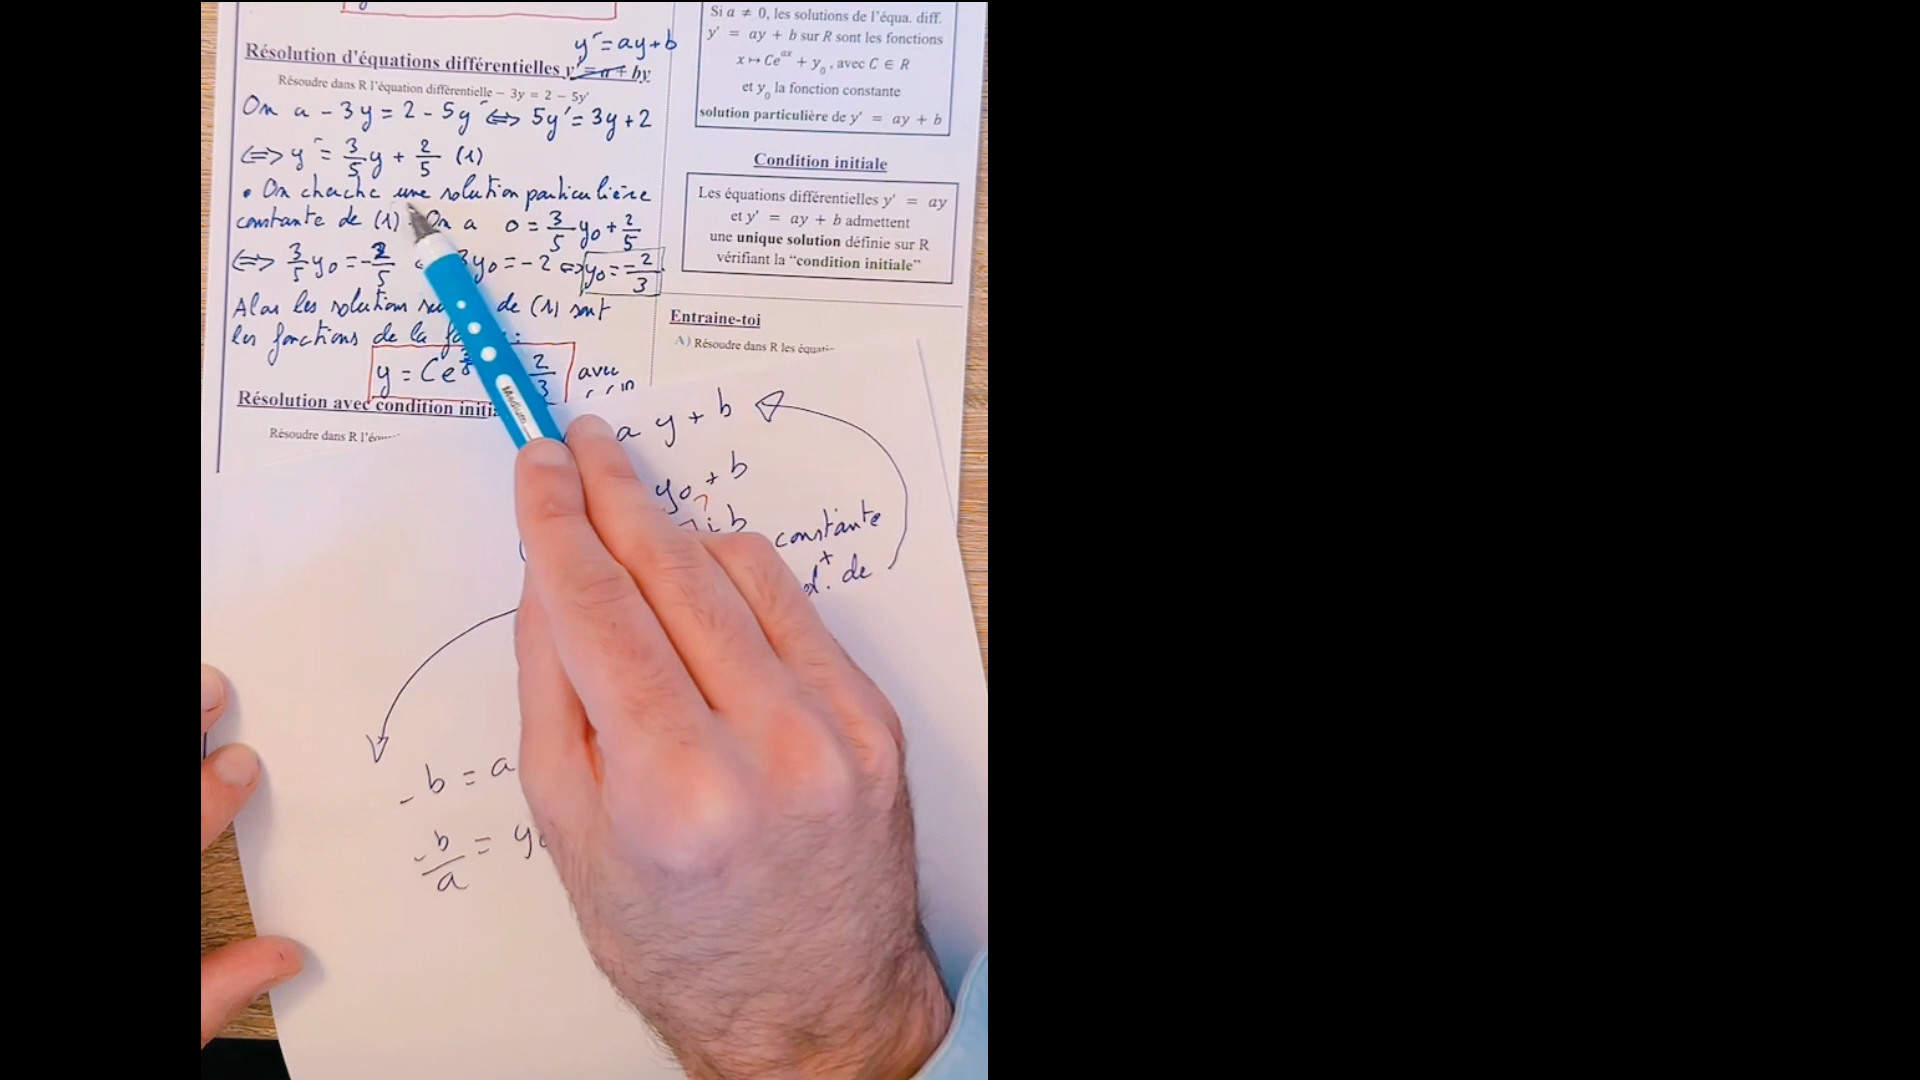 y' = ay + b
Résolution d'équations différentielles y' = a + by
Résoudre dans R l'équation différentielle − 3y = 2 − 5y'
On a - 3y = 2 - 5y' ⇔ 5y' = 3y + 2
⇔ y' = 3/5 y + 2/5 (1)
• On cherche une solution particulière
constante de (1). On a 0 = 3/5 y₀ + 2/5
⇔ 3/5 y₀ = -2/5 3y₀ = -2 ⇔ y₀ = -2/3
Alors les solutions de (1) sont
les fonctions de la :
y = Ce 2/3 avec
Résolution avec condition
Résoudre dans R
Si a ≠ 0, les solutions de l'équa. diff.
y' = ay + b sur R sont les fonctions
x ↦ Ceᵃˣ + y₀ , avec C ∈ R
et y₀ la fonction constante
solution particulière de y' = ay + b
Condition initiale
Les équations différentielles y' = ay
et y' = ay + b admettent
une unique solution définie sur R
vérifiant la “condition initiale”
Entraine-toi
A) Résoudre dans R les
a y + b
y₀ + b
b
constante
de
- b = a
- b/a = y₀
Medium